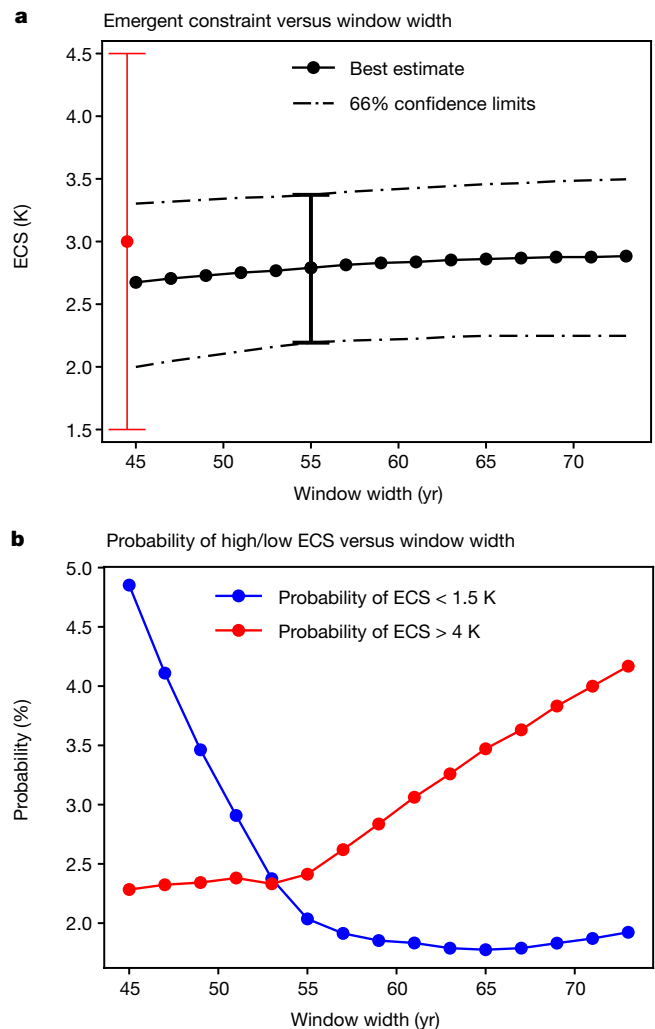 a Emergent constraint versus window width
4.5
4.0
3.5
3.0
2.5
2.0
1.5
ECS (K)
Best estimate
66% confidence limits
45 50 55 60 65 70
Window width (yr)
b Probability of high/low ECS versus window width
5.0
4.5
4.0
3.5
3.0
2.5
2.0
Probability (%)
Probability of ECS < 1.5 K
Probability of ECS > 4 K
45 50 55 60 65 70
Window width (yr)